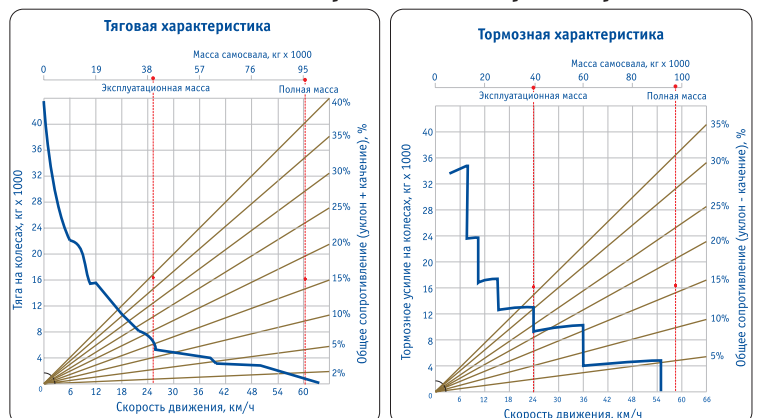 Тяговая характеристика
Масса самосвала, кг х 1000
0 19 38 57 76 95
Эксплуатационная масса
Полная масса
Тяга на колесах, кг х 1000
40
36
32
28
24
20
16
12
8
4
0
40%
35%
30%
25%
20%
15%
10%
5%
2%
Общее сопротивление (уклон + качение), %
6 12 18 24 30 36 42 48 54 60
Скорость движения, км/ч
Тормозная характеристика
Масса самосвала, кг х 1000
0 20 40 60 80 100
Эксплуатационная масса
Полная масса
Тормозное усилие на колесах, кг х 1000
40
36
32
28
24
20
16
12
8
4
0
35%
30%
25%
20%
15%
10%
5%
Общее сопротивление (уклон - качение), %
6 12 18 24 30 36 42 48 54 60 66
Скорость движения, км/ч